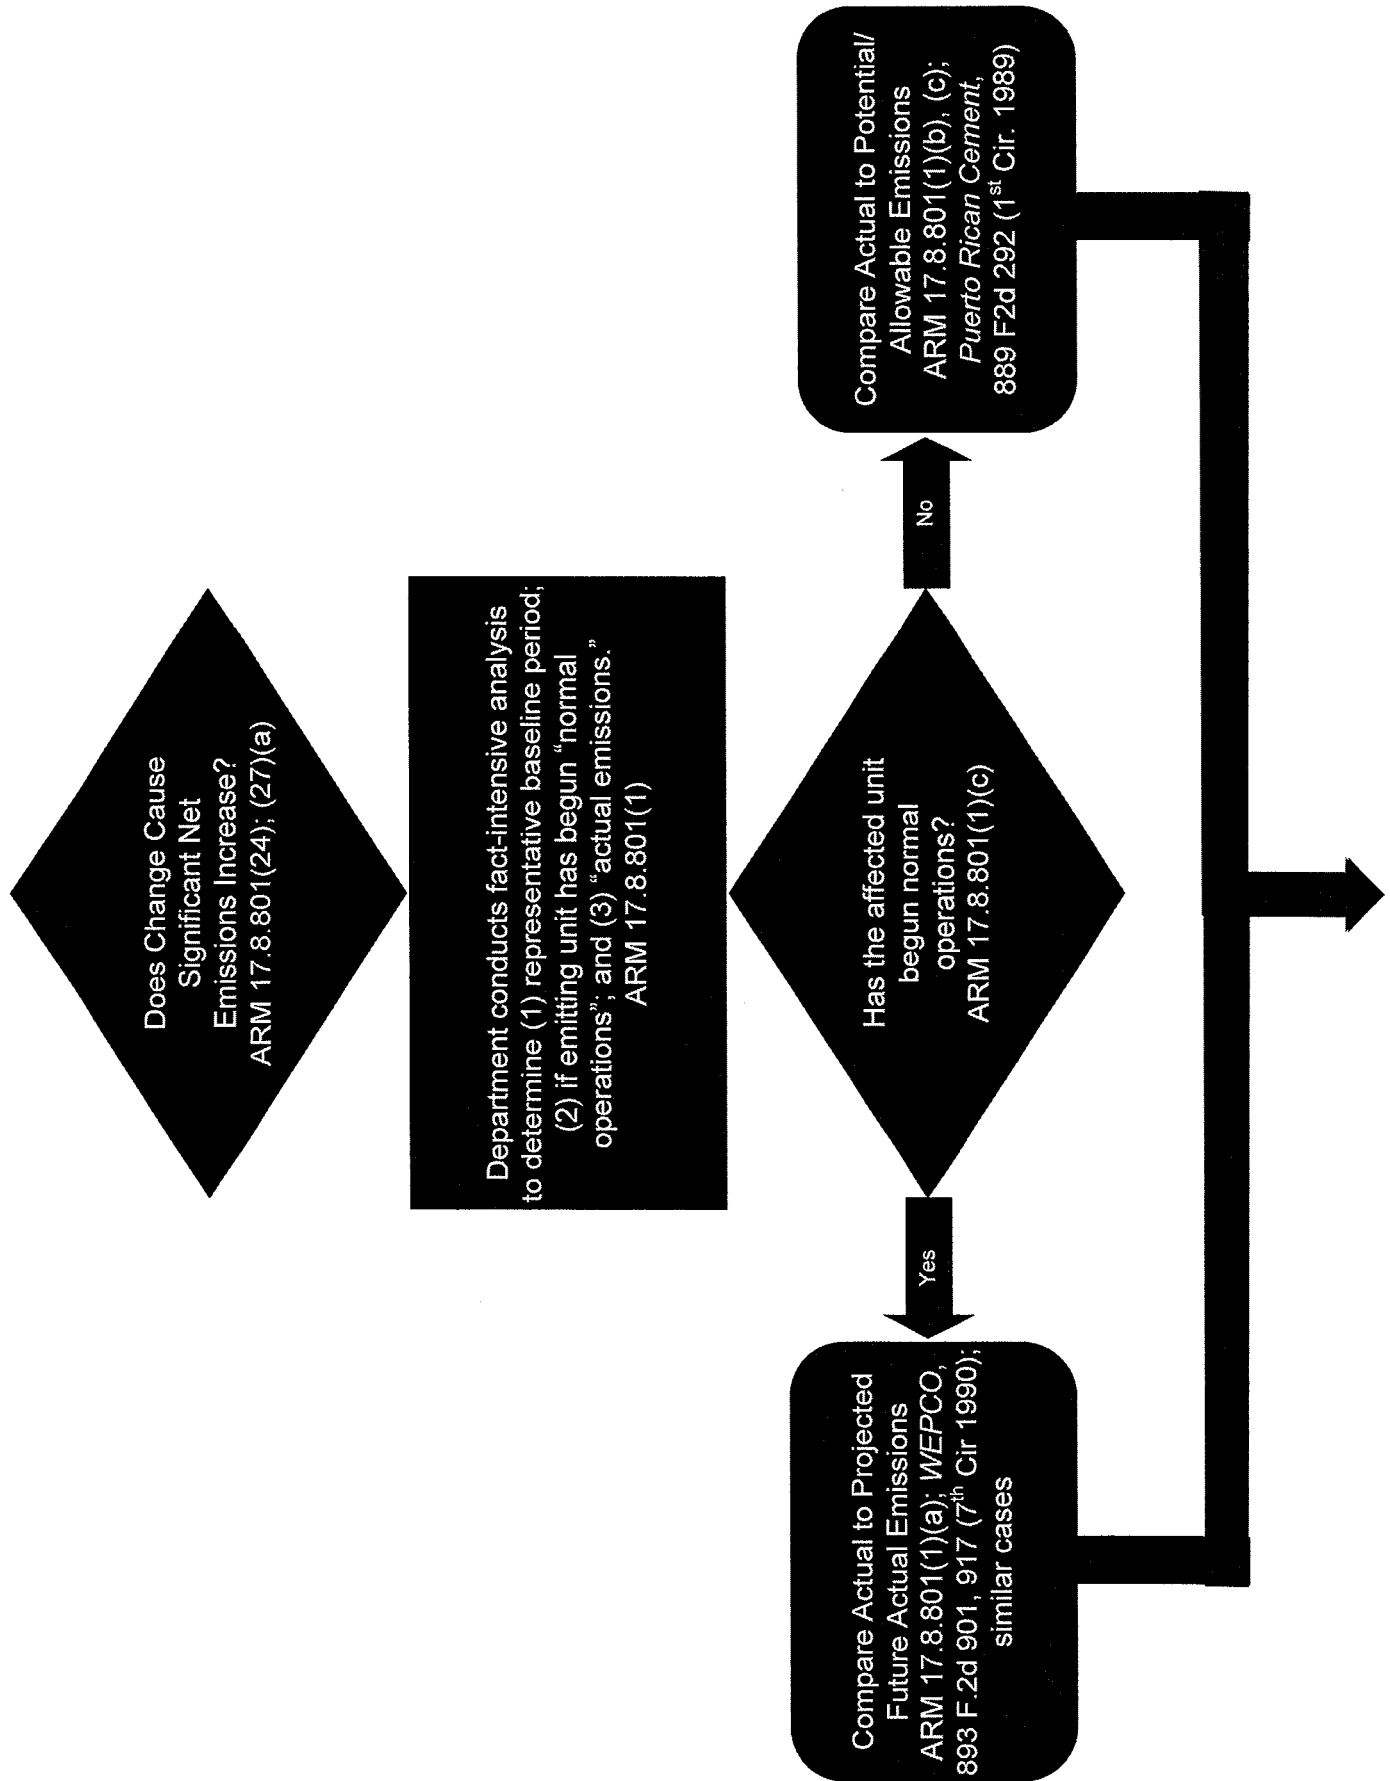 Does Change Cause
Significant Net
Emissions Increase?
ARM 17.8.801(24); (27)(a)
Department conducts fact-intensive analysis
to determine (1) representative baseline period;
(2) if emitting unit has begun “normal
operations”; and (3) “actual emissions.”
ARM 17.8.801(1)
Has the affected unit
begun normal
operations?
ARM 17.8.801(1)(c)
Yes
No
Compare Actual to Projected
Future Actual Emissions
ARM 17.8.801(1)(a); WEPCO,
893 F.2d 901, 917 (7th Cir 1990);
similar cases
Compare Actual to Potential/
Allowable Emissions
ARM 17.8.801(1)(b), (c);
Puerto Rican Cement,
889 F2d 292 (1st Cir. 1989)